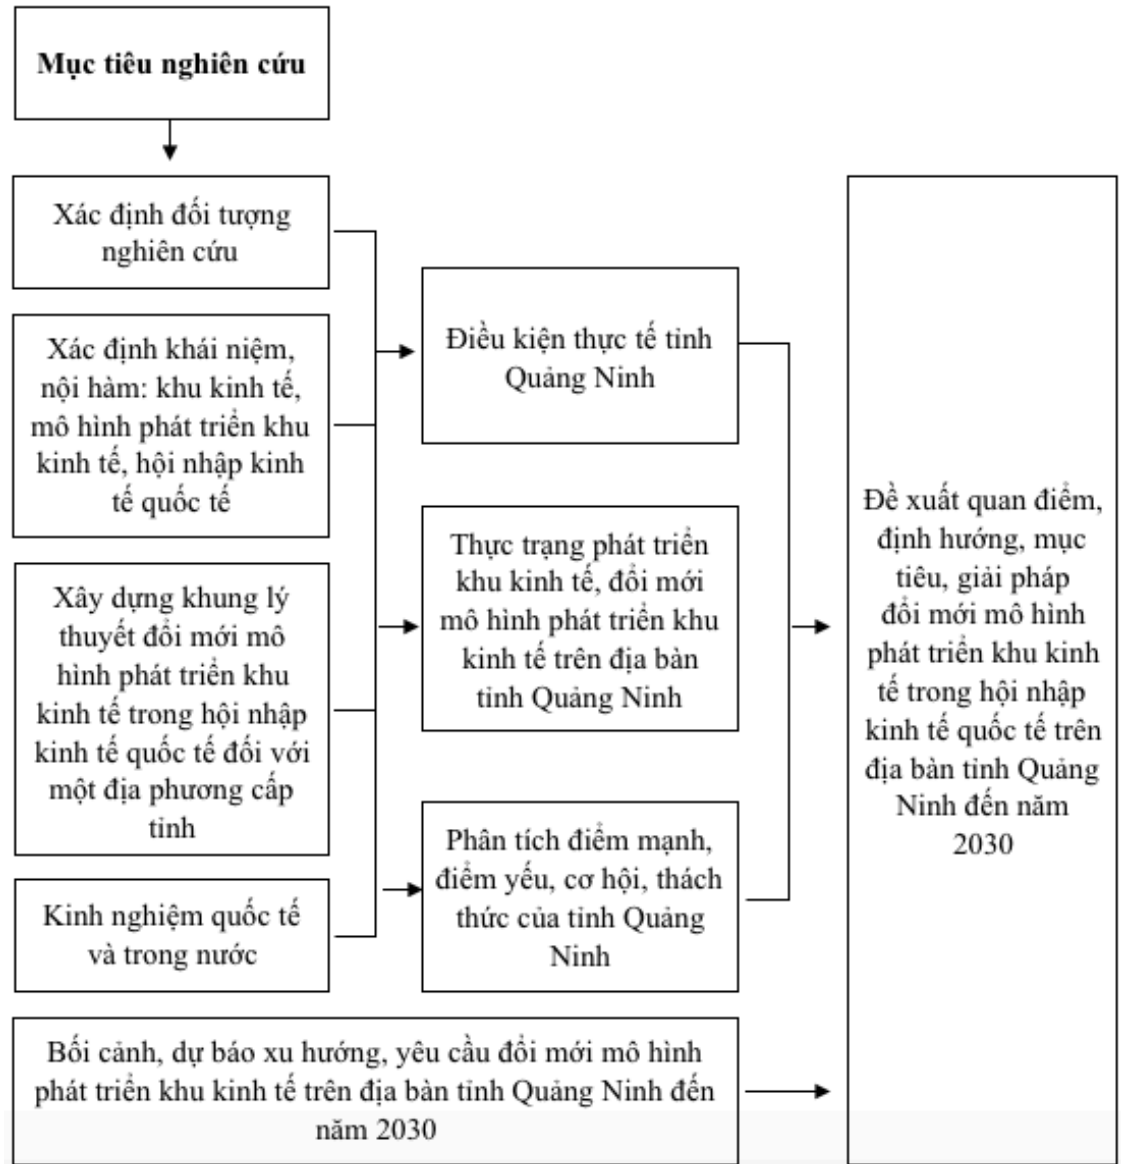 Mục tiêu nghiên cứu
Xác định đối tượng
nghiên cứu
Xác định khái niệm,
nội hàm: khu kinh tế,
mô hình phát triển khu
kinh tế, hội nhập kinh
tế quốc tế
Xây dựng khung lý
thuyết đổi mới mô
hình phát triển khu
kinh tế trong hội nhập
kinh tế quốc tế đối với
một địa phương cấp
tỉnh
Kinh nghiệm quốc tế
và trong nước
Điều kiện thực tế tỉnh
Quảng Ninh
Thực trạng phát triển
khu kinh tế, đổi mới
mô hình phát triển khu
kinh tế trên địa bàn
tỉnh Quảng Ninh
Phân tích điểm mạnh,
điểm yếu, cơ hội, thách
thức của tỉnh Quảng
Ninh
Bối cảnh, dự báo xu hướng, yêu cầu đổi mới mô hình
phát triển khu kinh tế trên địa bàn tỉnh Quảng Ninh đến
năm 2030
Đề xuất quan điểm,
định hướng, mục
tiêu, giải pháp
đổi mới mô hình
phát triển khu kinh
tế trong hội nhập
kinh tế quốc tế trên
địa bàn tỉnh Quảng
Ninh đến năm
2030